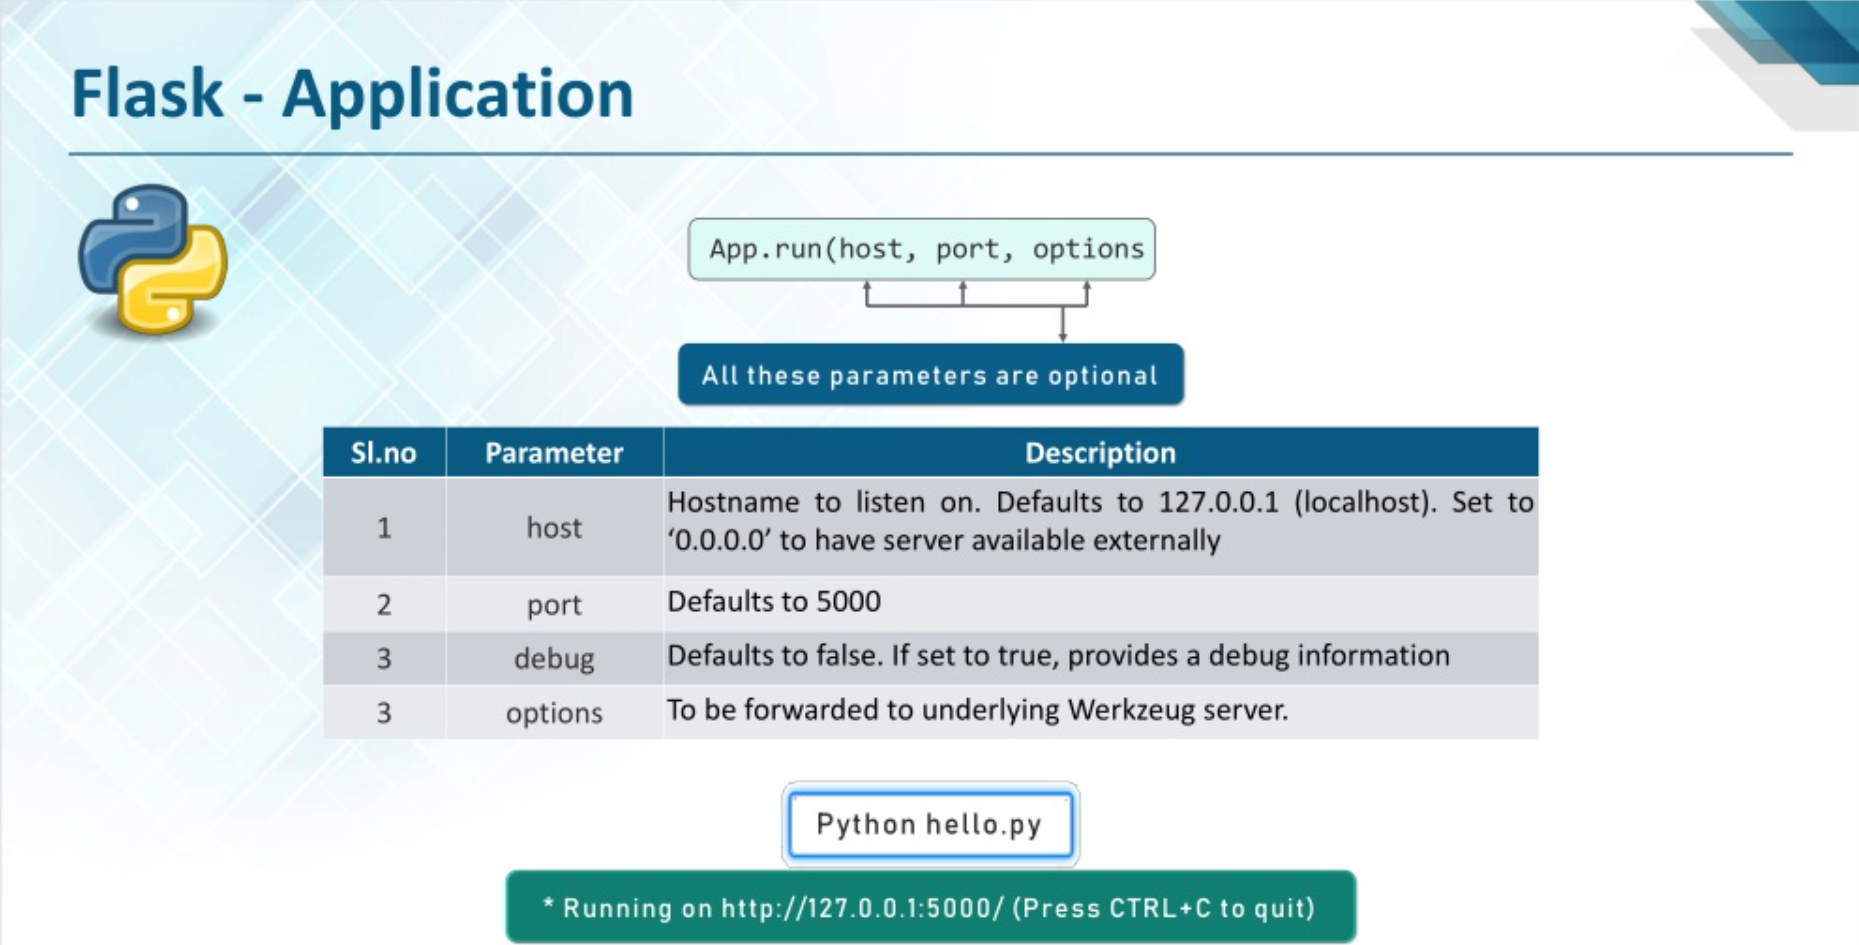 Flask - Application
App.run(host, port, options
All these parameters are optional
Sl.no Parameter Description
1 host Hostname to listen on. Defaults to 127.0.0.1 (localhost). Set to
‘0.0.0.0’ to have server available externally
2 port Defaults to 5000
3 debug Defaults to false. If set to true, provides a debug information
3 options To be forwarded to underlying Werkzeug server.
Python hello.py
* Running on http://127.0.0.1:5000/ (Press CTRL+C to quit)